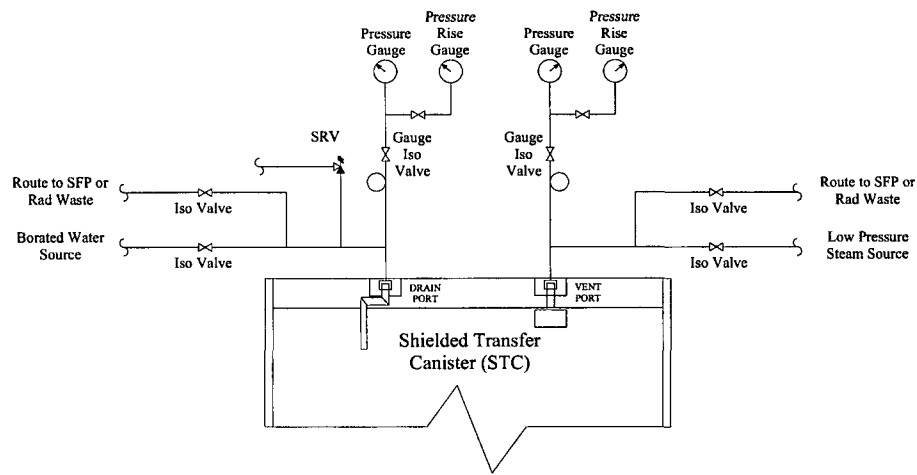 Pressure
Gauge
Pressure
Rise
Gauge
Pressure
Gauge
Pressure
Rise
Gauge
SRV
Gauge
Iso
Valve
Gauge
Iso
Valve
Route to SFP or
Rad Waste
Iso Valve
Borated Water
Source
Iso Valve
Iso Valve
Route to SFP or
Rad Waste
Iso Valve
Low Pressure
Steam Source
DRAIN
PORT
VENT
PORT
Shielded Transfer
Canister (STC)